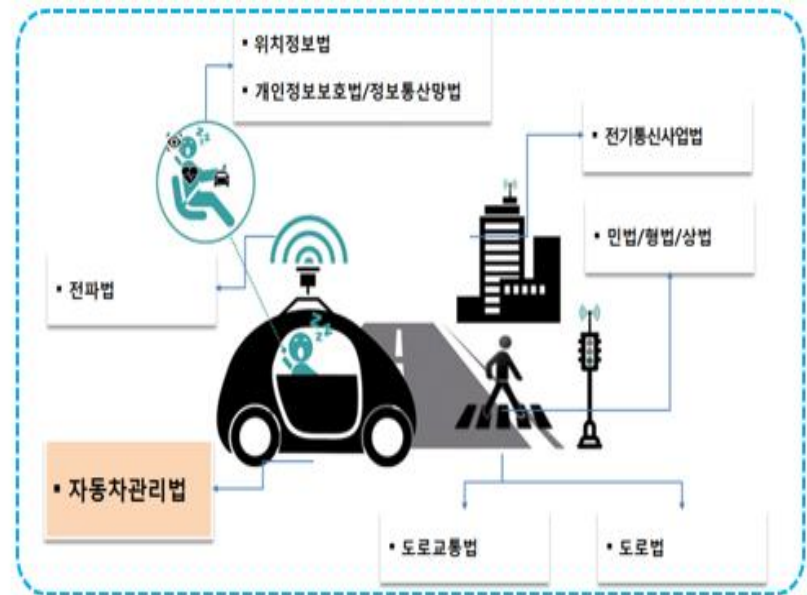 ▪ 위치정보법
▪ 개인정보보호법/정보통산망법
▪ 전기통신사업법
▪ 민법/형법/상법
▪ 전파법
▪ 자동차관리법
▪ 도로교통법
▪ 도로법